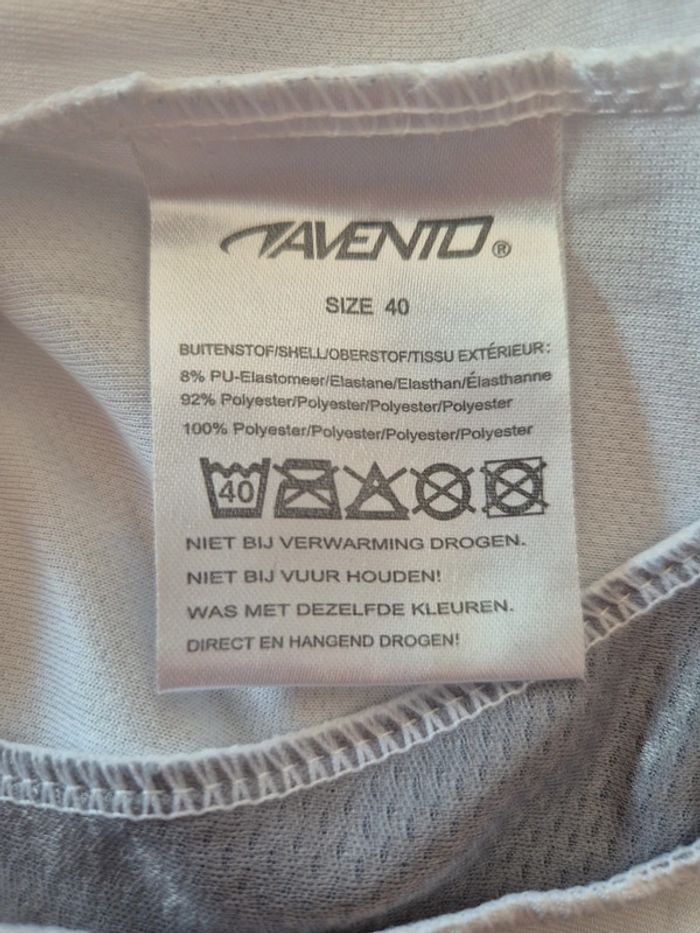 AVENTO®
SIZE 40
BUITENSTOF/SHELL/OBERSTOF/TISSU EXTÉRIEUR:
8% PU-Elastomeer/Elastane/Elasthan/Élasthanne
92% Polyester/Polyester/Polyester/Polyester
100% Polyester/Polyester/Polyester/Polyester
40
NIET BIJ VERWARMING DROGEN.
NIET BIJ VUUR HOUDEN!
WAS MET DEZELFDE KLEUREN.
DIRECT EN HANGEND DROGEN!